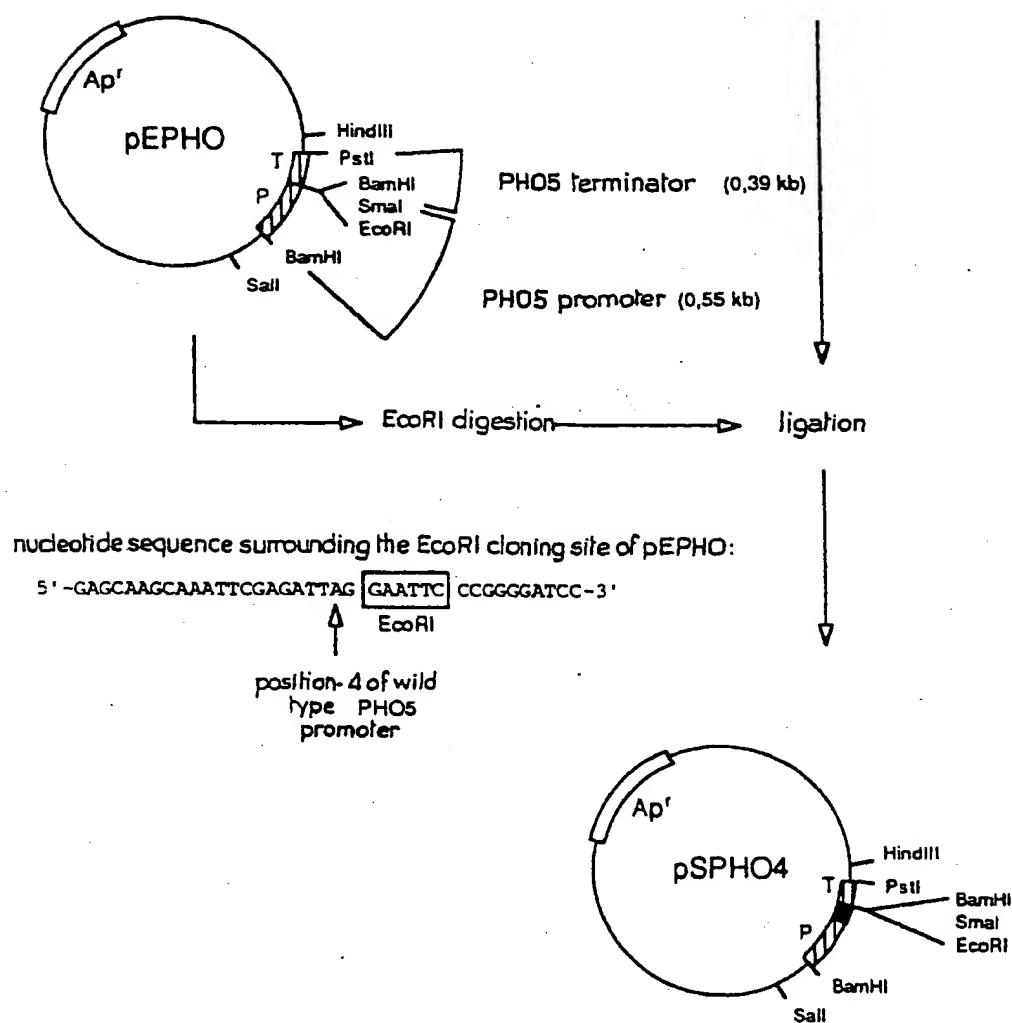 Apʳ
pEPHO
HindIII
T
PstI
BamHI
SmaI
EcoRI
P
BamHI
SalI
PHO5 terminator (0,39 kb)
PHO5 promoter (0,55 kb)
EcoRI digestion
ligation
nucleotide sequence surrounding the EcoRI cloning site of pEPHO:
5'-GAGCAAGCAAATTCGAGATTAG GAATTC CCGGGGATCC-3'
EcoRI
position-4 of wild
type PHO5
promoter
Apʳ
pSPHO4
HindIII
T
PstI
BamHI
SmaI
EcoRI
P
BamHI
SalI